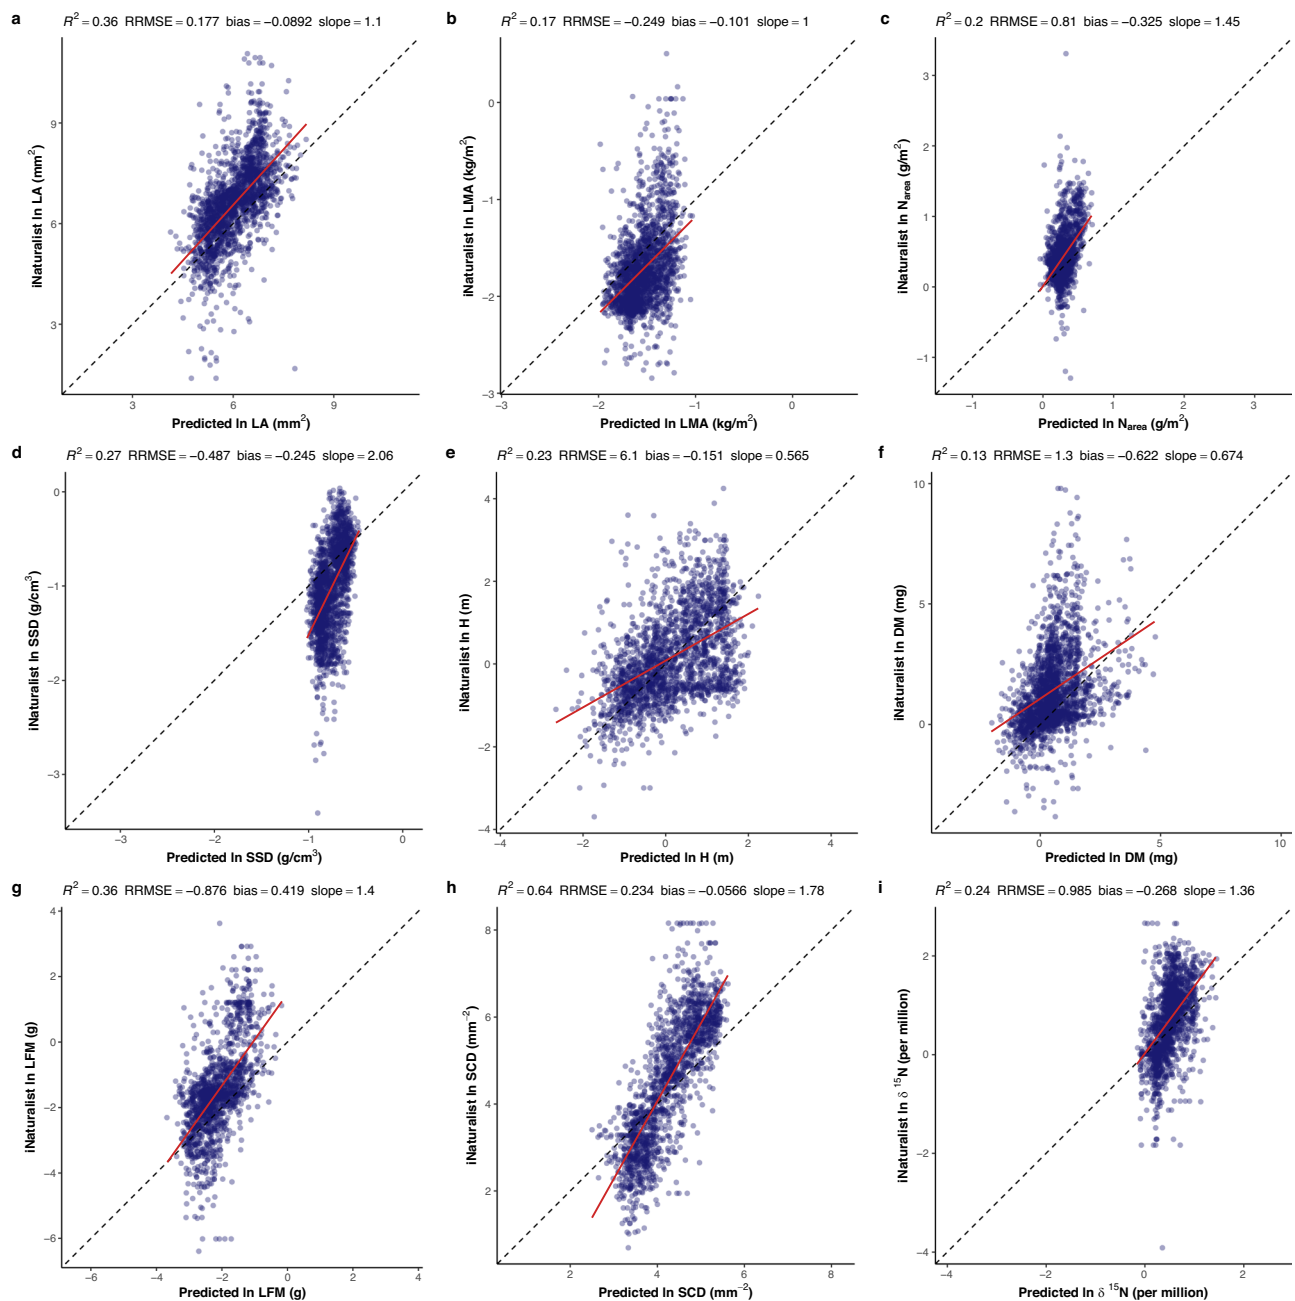 a
R² = 0.36 RRMSE = 0.177 bias = −0.0892 slope = 1.1
iNaturalist ln LA (mm²)
9
6
3
3 6 9
Predicted ln LA (mm²)
b
R² = 0.17 RRMSE = −0.249 bias = −0.101 slope = 1
iNaturalist ln LMA (kg/m²)
0
−1
−2
−3
−3 −2 −1 0
Predicted ln LMA (kg/m²)
c
R² = 0.2 RRMSE = 0.81 bias = −0.325 slope = 1.45
iNaturalist ln Narea (g/m²)
3
2
1
0
−1
−1 0 1 2 3
Predicted ln Narea (g/m²)
d
R² = 0.27 RRMSE = −0.487 bias = −0.245 slope = 2.06
iNaturalist ln SSD (g/cm³)
0
−1
−2
−3
−3 −2 −1 0
Predicted ln SSD (g/cm³)
e
R² = 0.23 RRMSE = 6.1 bias = −0.151 slope = 0.565
iNaturalist ln H (m)
4
2
0
−2
−4
−4 −2 0 2 4
Predicted ln H (m)
f
R² = 0.13 RRMSE = 1.3 bias = −0.622 slope = 0.674
iNaturalist ln DM (mg)
10
5
0
0 5 10
Predicted ln DM (mg)
g
R² = 0.36 RRMSE = −0.876 bias = 0.419 slope = 1.4
iNaturalist ln LFM (g)
4
2
0
−2
−4
−6
−6 −4 −2 0 2 4
Predicted ln LFM (g)
h
R² = 0.64 RRMSE = 0.234 bias = −0.0566 slope = 1.78
iNaturalist ln SCD (mm⁻²)
8
6
4
2
2 4 6 8
Predicted ln SCD (mm⁻²)
i
R² = 0.24 RRMSE = 0.985 bias = −0.268 slope = 1.36
iNaturalist ln δ ¹⁵N (per million)
2
0
−2
−4
−4 −2 0 2
Predicted ln δ ¹⁵N (per million)